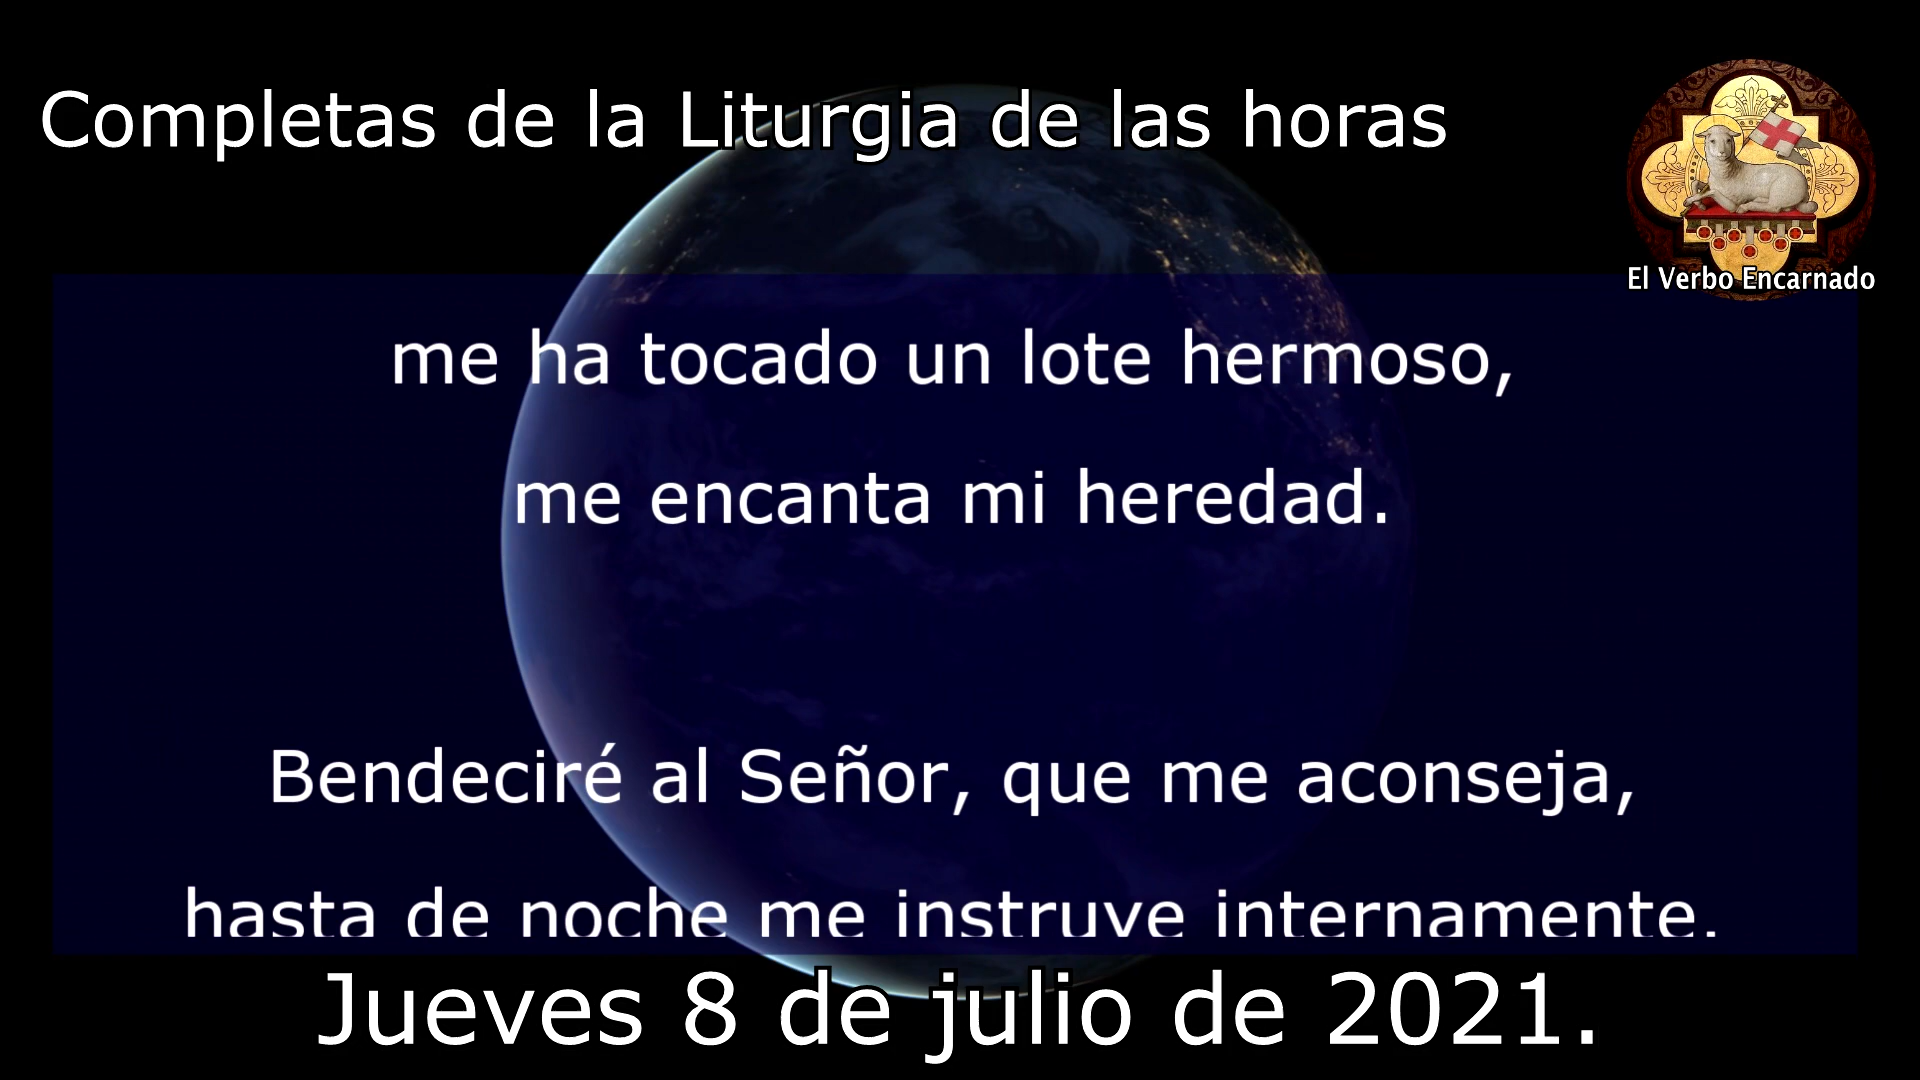 Completas de la Liturgia de las horas
El Verbo Encarnado
me ha tocado un lote hermoso,
me encanta mi heredad.
Bendeciré al Señor, que me aconseja,
hasta de noche me instruye internamente.
Jueves 8 de julio de 2021.